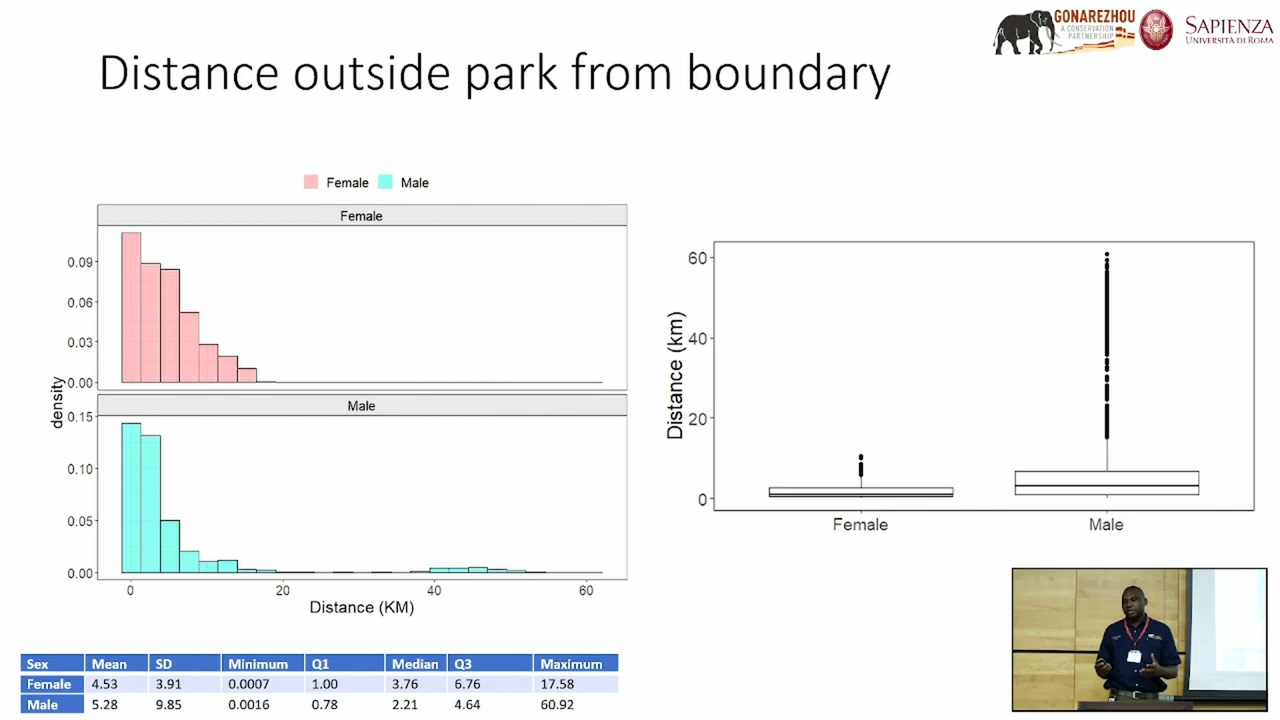 GONAREZHOU
A CONSERVATION
PARTNERSHIP
SAPIENZA
UNIVERSITÀ DI ROMA
Distance outside park from boundary
Female Male
Female
0.09
0.06
0.03
0.00
density
Male
0.15
0.10
0.05
0.00
0 20 40 60
Distance (KM)
60
40
20
0
Distance (km)
Female Male
Sex Mean SD Minimum Q1 Median Q3 Maximum
Female 4.53 3.91 0.0007 1.00 3.76 6.76 17.58
Male 5.28 9.85 0.0016 0.78 2.21 4.64 60.92